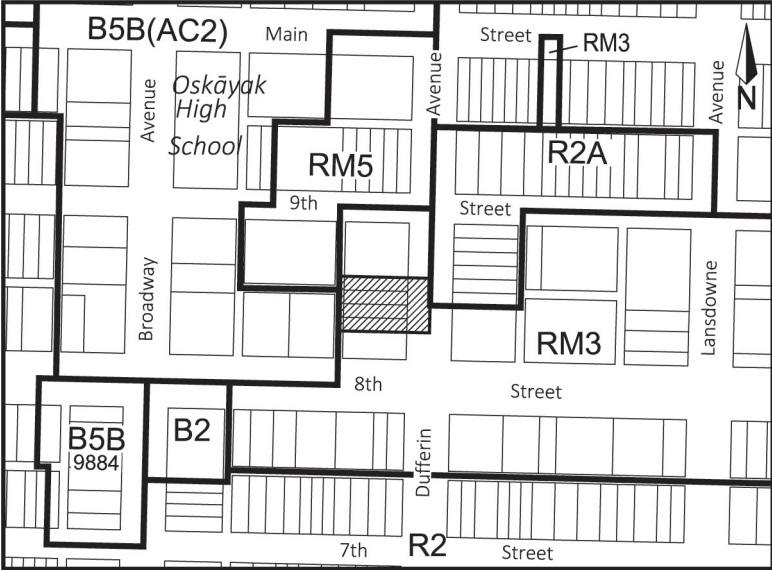 B5B(AC2)
Main
Street
RM3
Avenue
Avenue
Avenue
N
Oskāyak
High
School
RM5
R2A
9th
Street
Broadway
Lansdowne
RM3
8th
Street
B5B
.9884
B2
Dufferin
7th
R2
Street